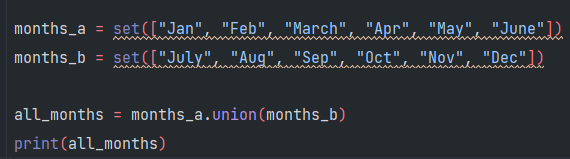 months_a = set(["Jan", "Feb", "March", "Apr", "May", "June"])
months_b = set(["July", "Aug", "Sep", "Oct", "Nov", "Dec"])
all_months = months_a.union(months_b)
print(all_months)